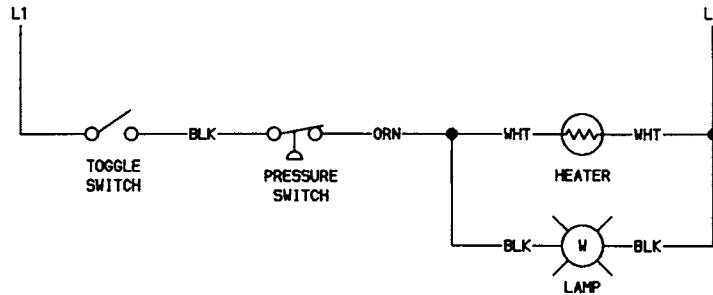 L1
L
BLK
ORN
WHT
WHT
TOGGLE
SWITCH
PRESSURE
SWITCH
HEATER
BLK
W
BLK
LAMP